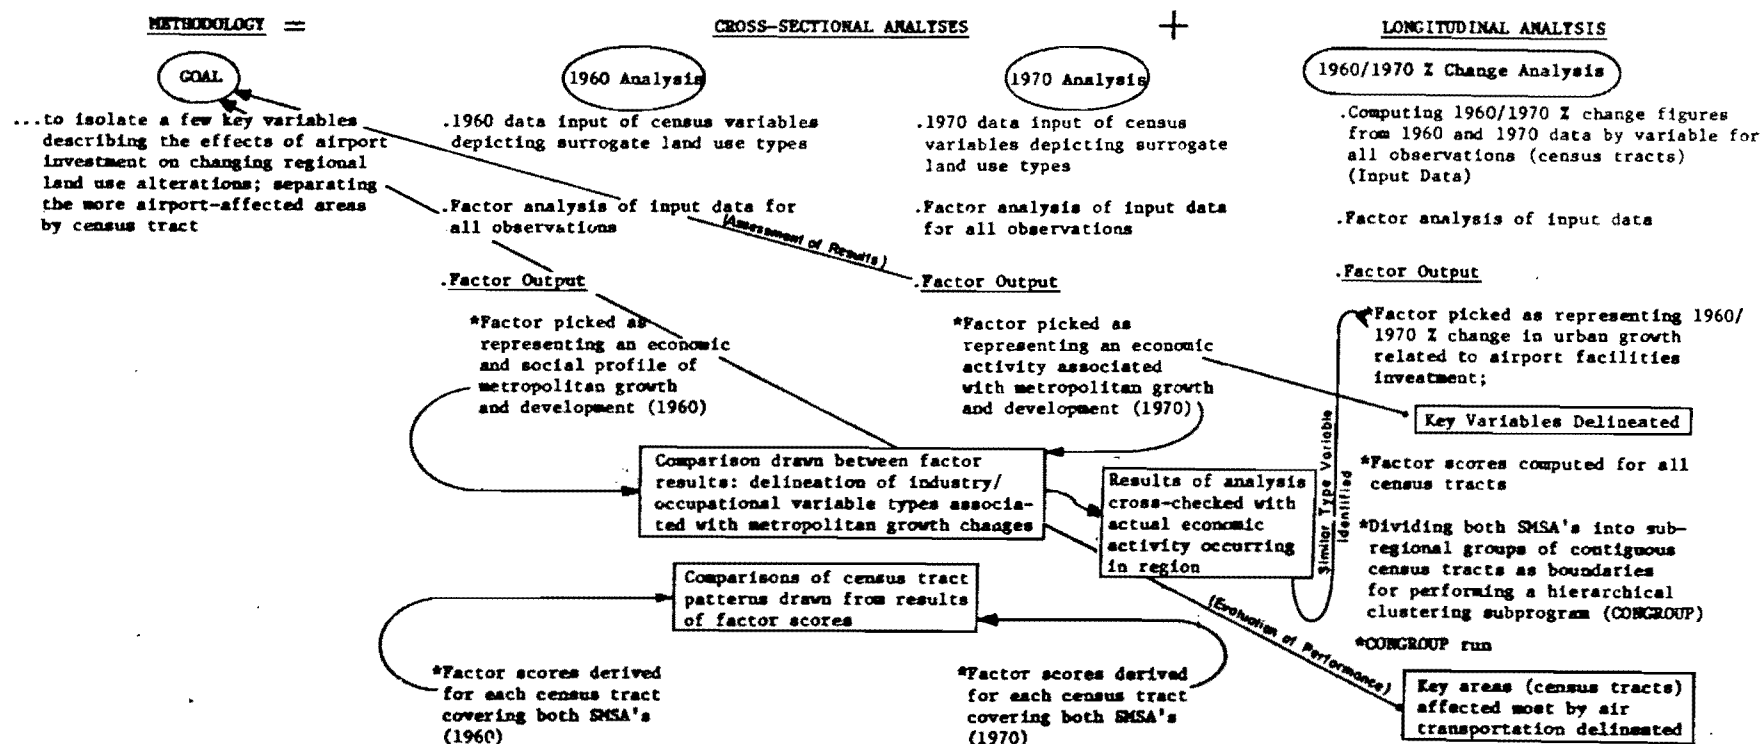 METHODOLOGY =
CROSS-SECTIONAL ANALYSES
+
LONGITUDINAL ANALYSIS
GOAL
...to isolate a few key variables
describing the effects of airport
investment on changing regional
land use alterations; separating
the more airport-affected areas
by census tract
1960 Analysis
.1960 data input of census variables
depicting surrogate land use types
.Factor analysis of input data for
all observations
(Assessment of Results)
.Factor Output
*Factor picked as
representing an economic
and social profile of
metropolitan growth
and development (1960)
1970 Analysis
.1970 data input of census
variables depicting surrogate
land use types
.Factor analysis of input data
for all observations
.Factor Output
*Factor picked as
representing an economic
activity associated
with metropolitan growth
and development (1970)
Comparison drawn between factor
results: delineation of industry/
occupational variable types associa-
ted with metropolitan growth changes
Results of analysis
cross-checked with
actual economic
activity occurring
in region
Similar Type Variable
Identified
Comparisons of census tract
patterns drawn from results
of factor scores
(Evaluation of Performance)
*Factor scores derived
for each census tract
covering both SMSA's
(1960)
*Factor scores derived
for each census tract
covering both SMSA's
(1970)
1960/1970 % Change Analysis
.Computing 1960/1970 % change figures
from 1960 and 1970 data by variable for
all observations (census tracts)
(Input Data)
.Factor analysis of input data
.Factor Output
*Factor picked as representing 1960/
1970 % change in urban growth
related to airport facilities
investment;
Key Variables Delineated
*Factor scores computed for all
census tracts
*Dividing both SMSA's into sub-
regional groups of contiguous
census tracts as boundaries
for performing a hierarchical
clustering subprogram (CONGROUP)
*CONGROUP run
Key areas (census tracts)
affected most by air
transportation delineated